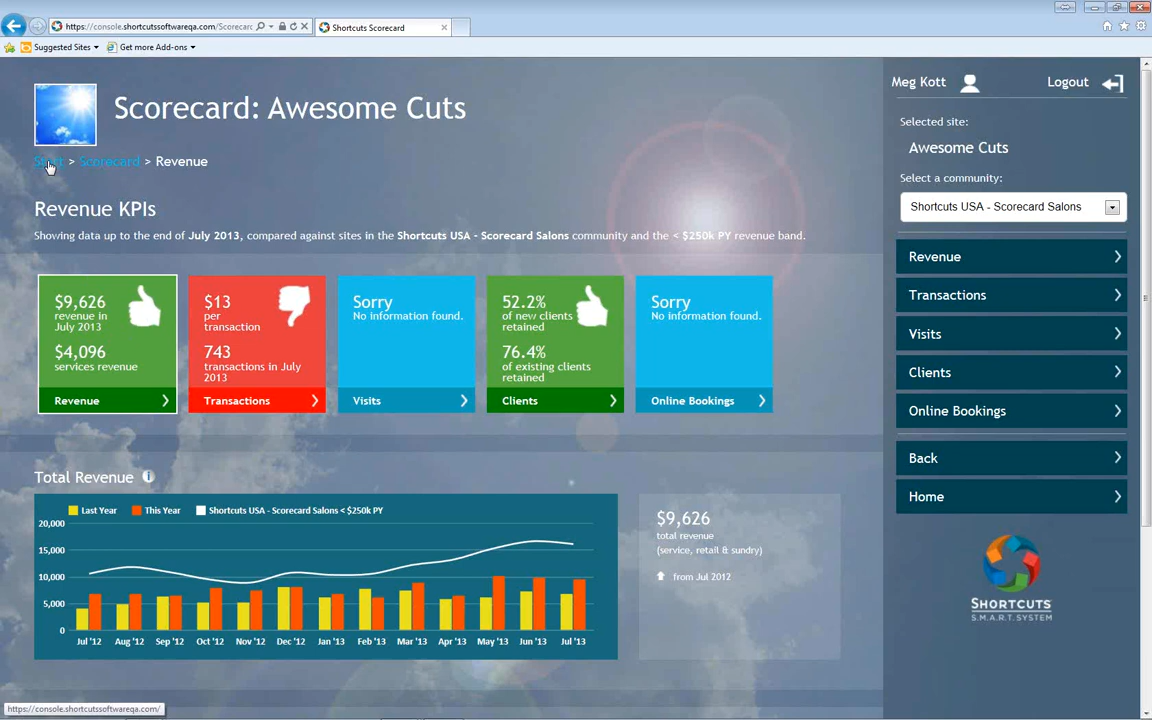 https://console.shortcutssoftwareqa.com/Scorecarc
Shortcuts Scorecard
Suggested Sites
Get more Add-ons
Scorecard: Awesome Cuts
Start > Scorecard > Revenue
Revenue KPIs
Showing data up to the end of July 2013, compared against sites in the Shortcuts USA - Scorecard Salons community and the < $250k PY revenue band.
$9,626
revenue in
July 2013
$4,096
services revenue
Revenue
$13
per
transaction
743
transactions in July
2013
Transactions
Sorry
No information found.
Visits
52.2%
of new clients
retained
76.4%
of existing clients
retained
Clients
Sorry
No information found.
Online Bookings
Total Revenue i
Last Year This Year Shortcuts USA - Scorecard Salons < $250k PY
20,000
15,000
10,000
5,000
0
Jul '12 Aug '12 Sep '12 Oct '12 Nov '12 Dec '12 Jan '13 Feb '13 Mar '13 Apr '13 May '13 Jun '13 Jul '13
$9,626
total revenue
(service, retail & sundry)
from Jul 2012
Meg Kott
Logout
Selected site:
Awesome Cuts
Select a community:
Shortcuts USA - Scorecard Salons
Revenue
Transactions
Visits
Clients
Online Bookings
Back
Home
SHORTCUTS
S.M.A.R.T. SYSTEM
https://console.shortcutssoftwareqa.com/